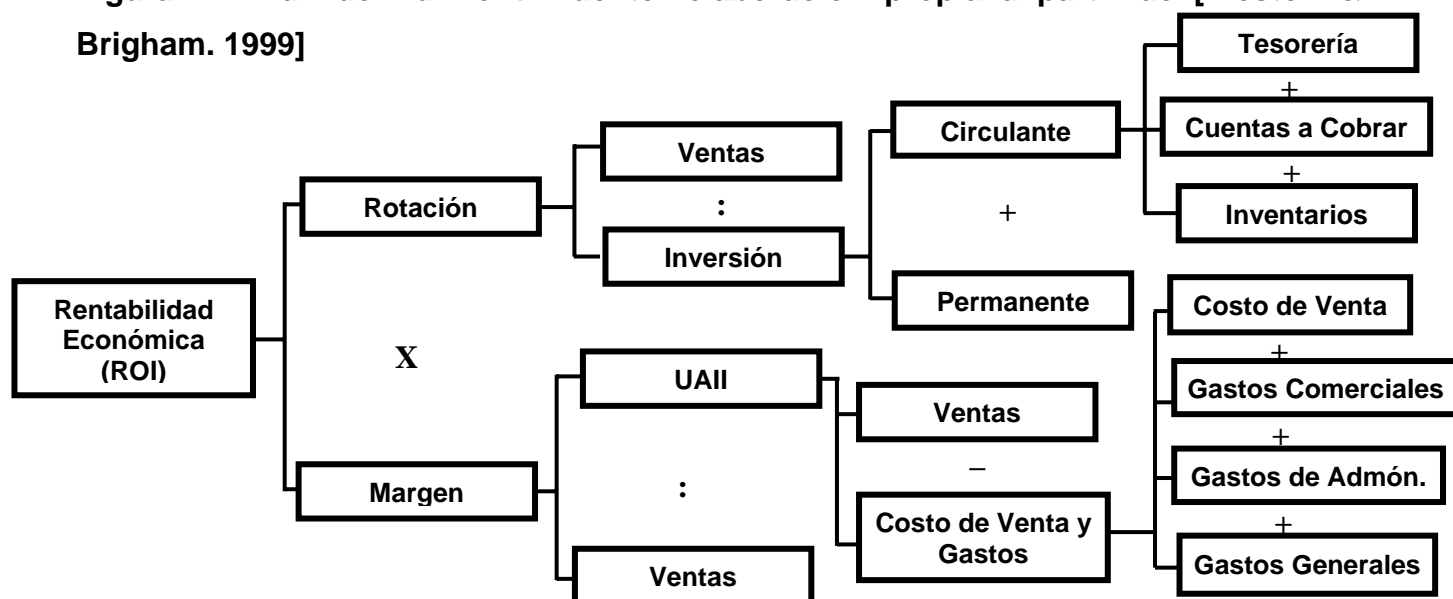 Brigham. 1999]
Tesorería
+
Cuentas a Cobrar
+
Inventarios
Circulante
+
Permanente
Ventas
:
Inversión
Rotación
Rentabilidad
Económica
(ROI)
X
Margen
UAII
:
Ventas
Ventas
–
Costo de Venta y
Gastos
Costo de Venta
+
Gastos Comerciales
+
Gastos de Admón.
+
Gastos Generales